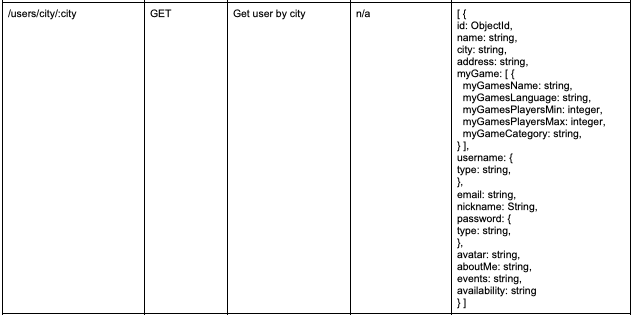 /users/city/:city
GET
Get user by city
n/a
[ {
id: ObjectId,
name: string,
city: string,
address: string,
myGame: [ {
myGamesName: string,
myGamesLanguage: string,
myGamesPlayersMin: integer,
myGamesPlayersMax: integer,
myGameCategory: string,
} ],
username: {
type: string,
},
email: string,
nickname: String,
password: {
type: string,
},
avatar: string,
aboutMe: string,
events: string,
availability: string
} ]